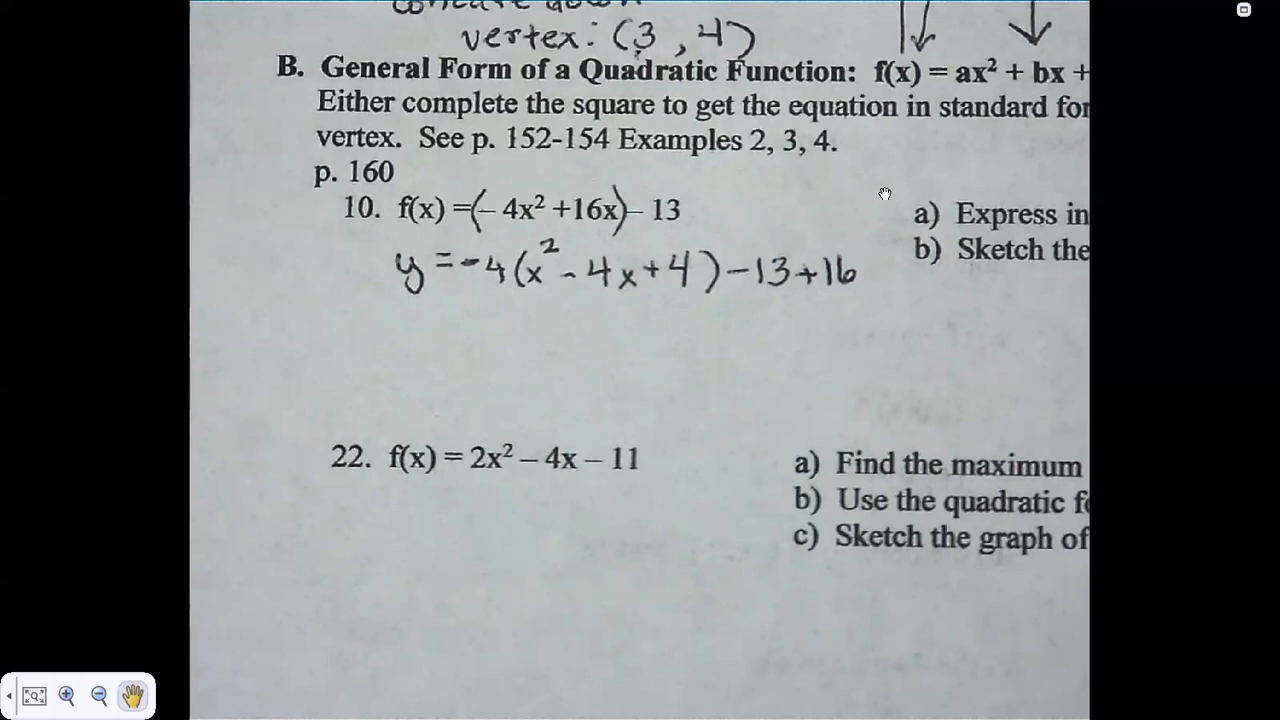 concave down
vertex: (3, 4)
B. General Form of a Quadratic Function: f(x) = ax² + bx +
Either complete the square to get the equation in standard for
vertex. See p. 152-154 Examples 2, 3, 4.
p. 160
10. f(x) =(– 4x² +16x)– 13
a) Express in
y = -4(x² - 4x + 4) - 13 + 16
b) Sketch the
22. f(x) = 2x² – 4x – 11
a) Find the maximum
b) Use the quadratic fo
c) Sketch the graph of